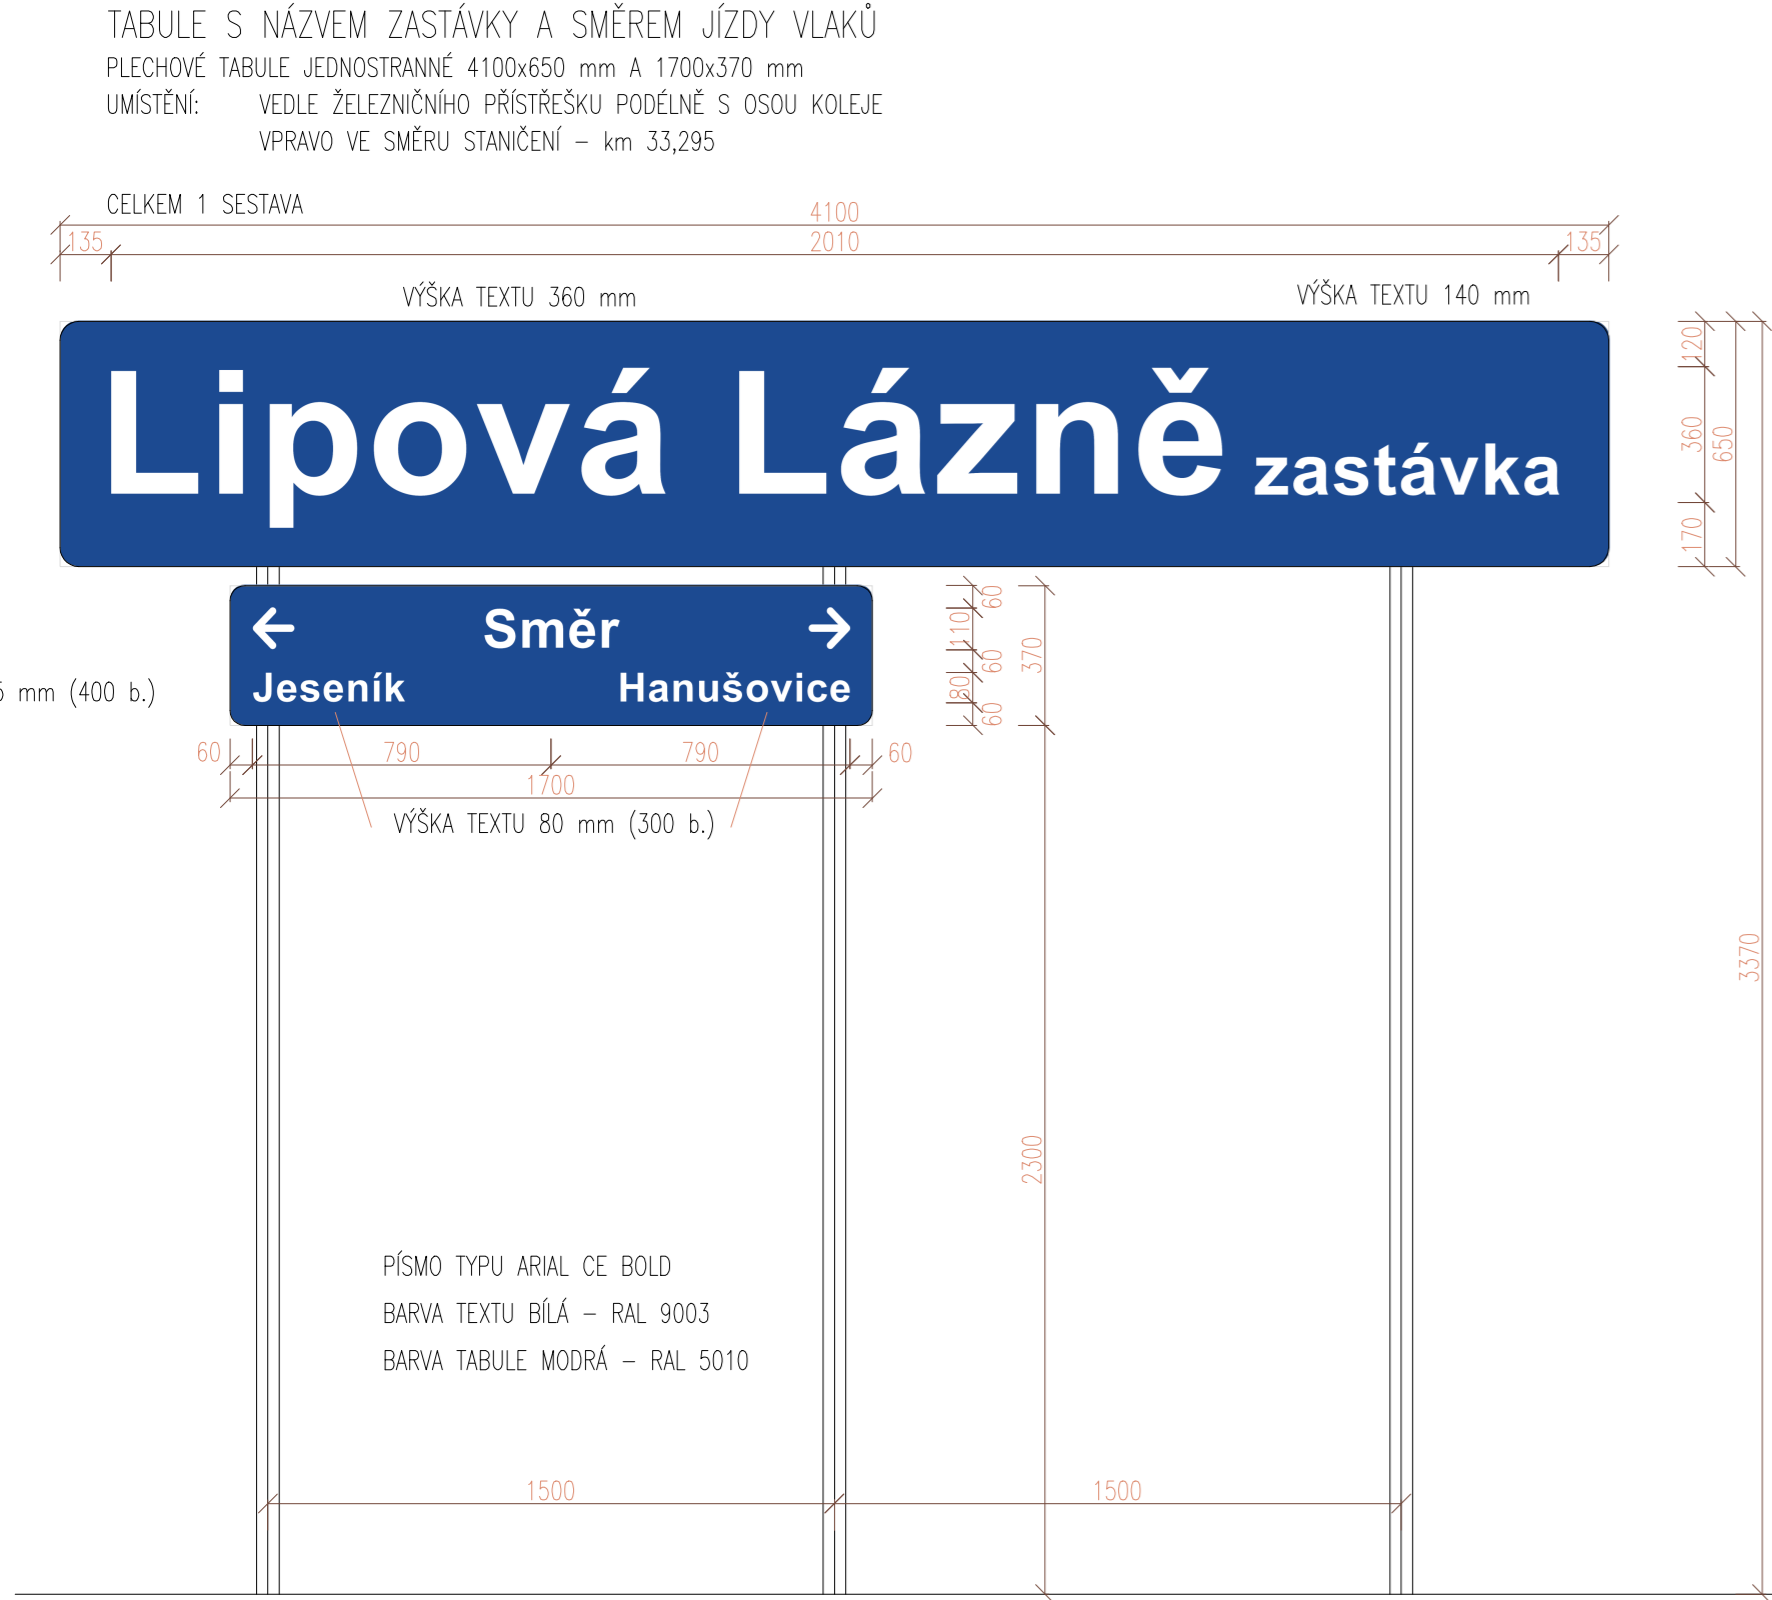 TABULE S NÁZVEM ZASTÁVKY A SMĚREM JÍZDY VLAKŮ
PLECHOVÉ TABULE JEDNOSTRANNÉ 4100x650 mm A 1700x370 mm
UMÍSTĚNÍ: VEDLE ŽELEZNIČNÍHO PŘÍSTŘEŠKU PODÉLNĚ S OSOU KOLEJE
VPRAVO VE SMĚRU STANIČENÍ – km 33,295
CELKEM 1 SESTAVA
4100
135 2010 135
VÝŠKA TEXTU 360 mm VÝŠKA TEXTU 140 mm
Lipová Lázně zastávka
120
360
170
650
← Směr →
Jeseník Hanušovice
60
110
60
80
60
370
mm (400 b.)
60 790 790 60
1700
VÝŠKA TEXTU 80 mm (300 b.)
3370
2300
PÍSMO TYPU ARIAL CE BOLD
BARVA TEXTU BÍLÁ – RAL 9003
BARVA TABULE MODRÁ – RAL 5010
1500 1500